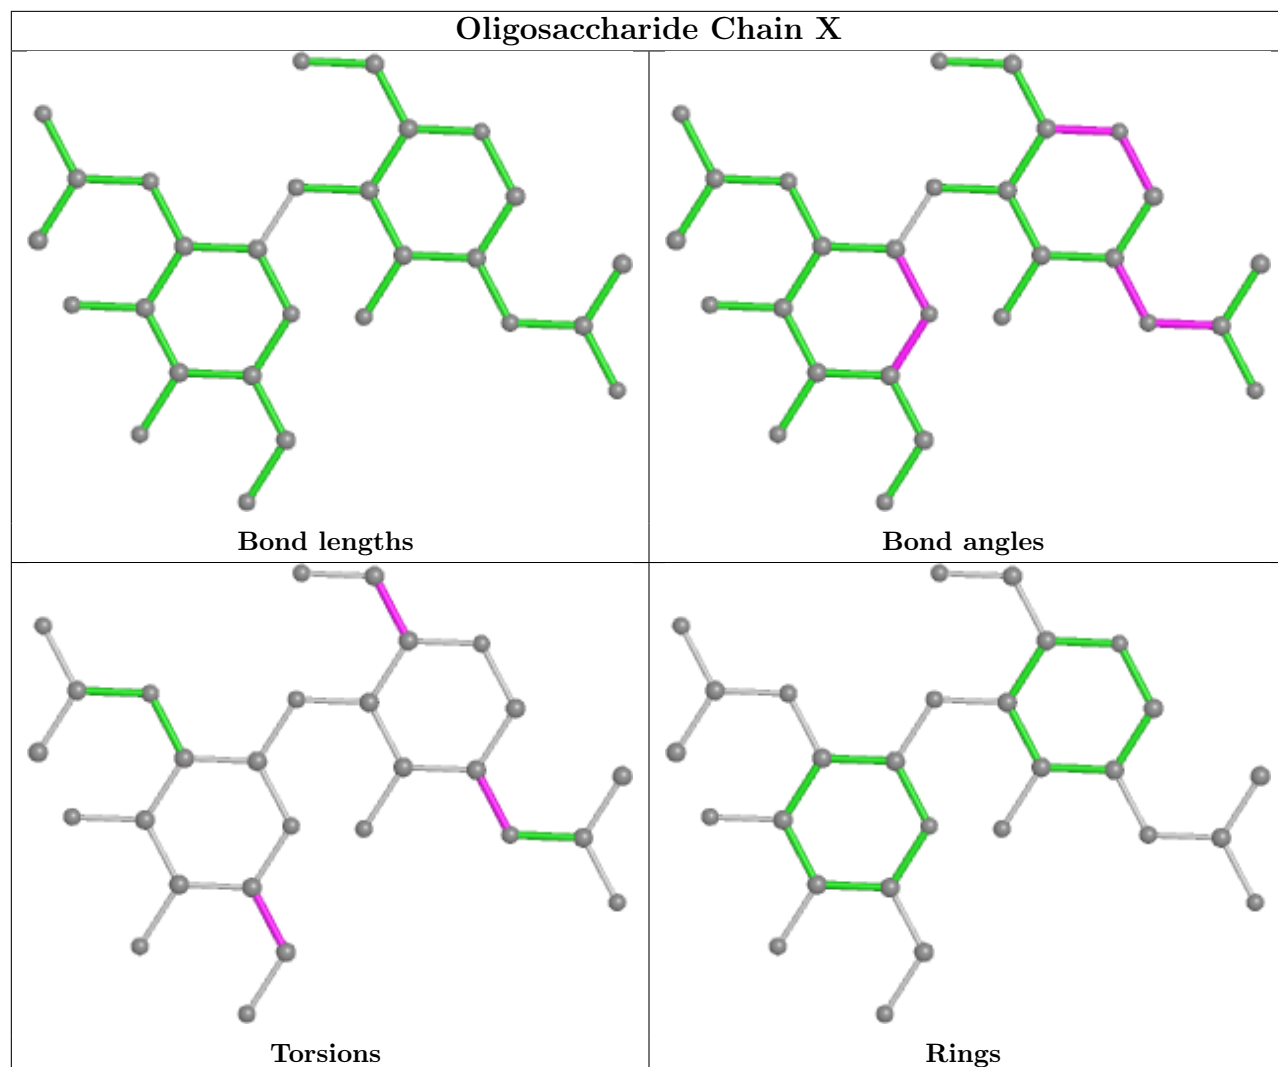 Oligosaccharide Chain X
Bond lengths
Bond angles
Torsions
Rings